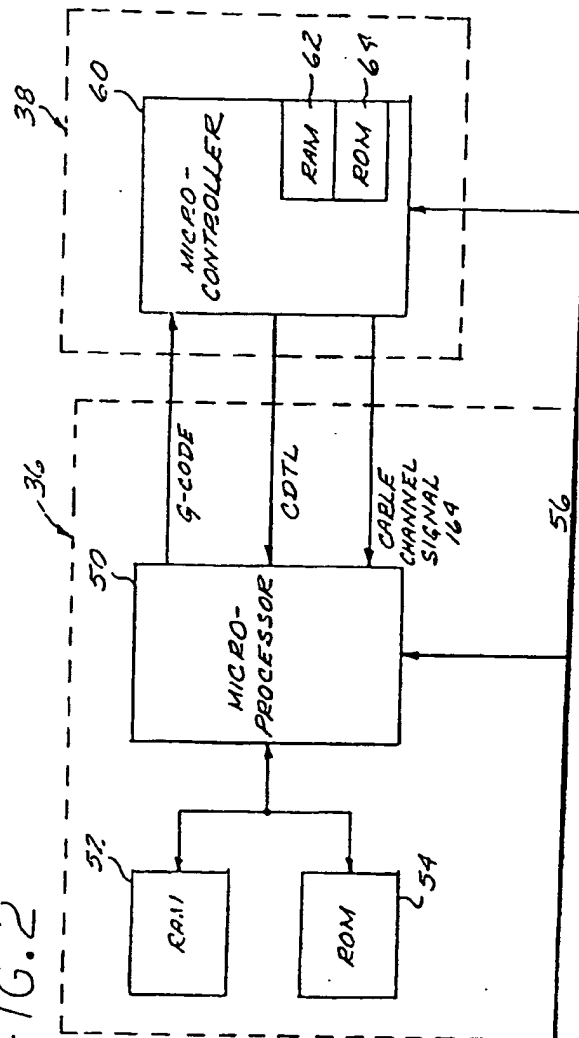 FIG.2
36
38
52
RAM
ROM
54
50
MICRO-
PROCESSOR
G-CODE
CDTL
CABLE
CHANNEL
SIGNAL
164
60
MICRO-
CONTROLLER
RAM
62
ROM
64
56